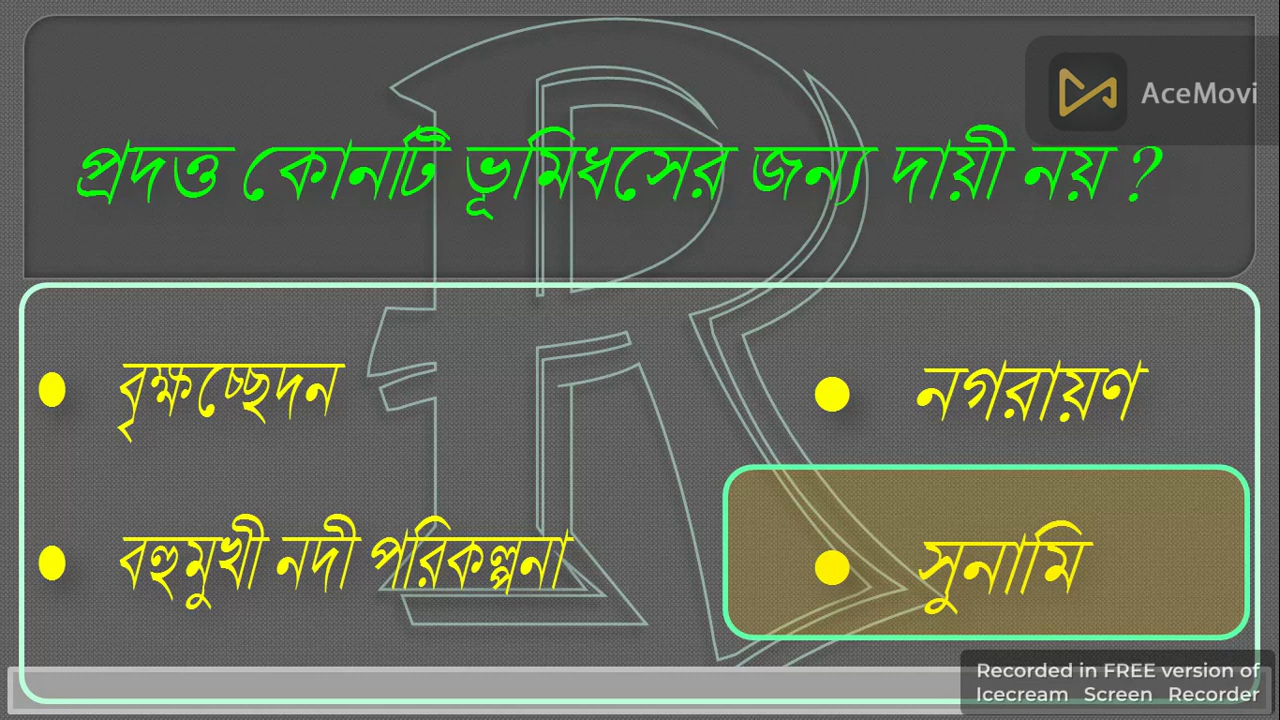 AceMovi
প্রদত্ত কোনটি ভূমিধসের জন্য দায়ী নয় ?
বৃক্ষচ্ছেদন
নগরায়ণ
বহুমুখী নদী পরিকল্পনা
সুনামি
Recorded in FREE version of
Icecream Screen Recorder